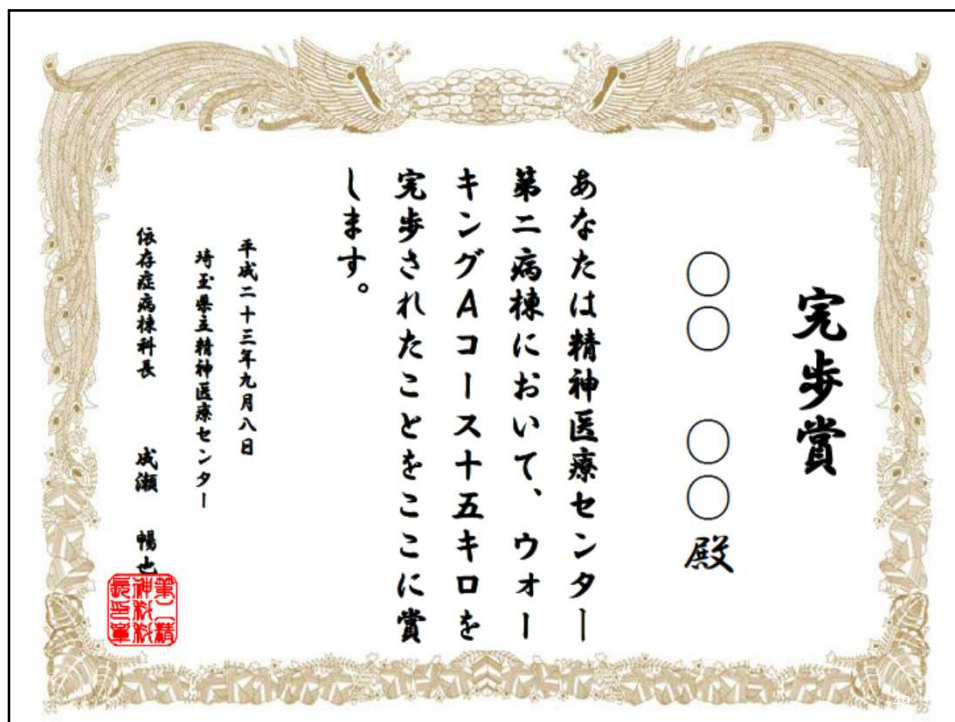 完歩賞
〇〇 〇〇殿
あなたは精神医療センター
第二病棟において、ウォー
キングAコース十五キロを
完歩されたことをここに賞
します。
平成二十三年九月八日
埼玉県立精神医療センター
依存症病棟科長 成瀬 暢也